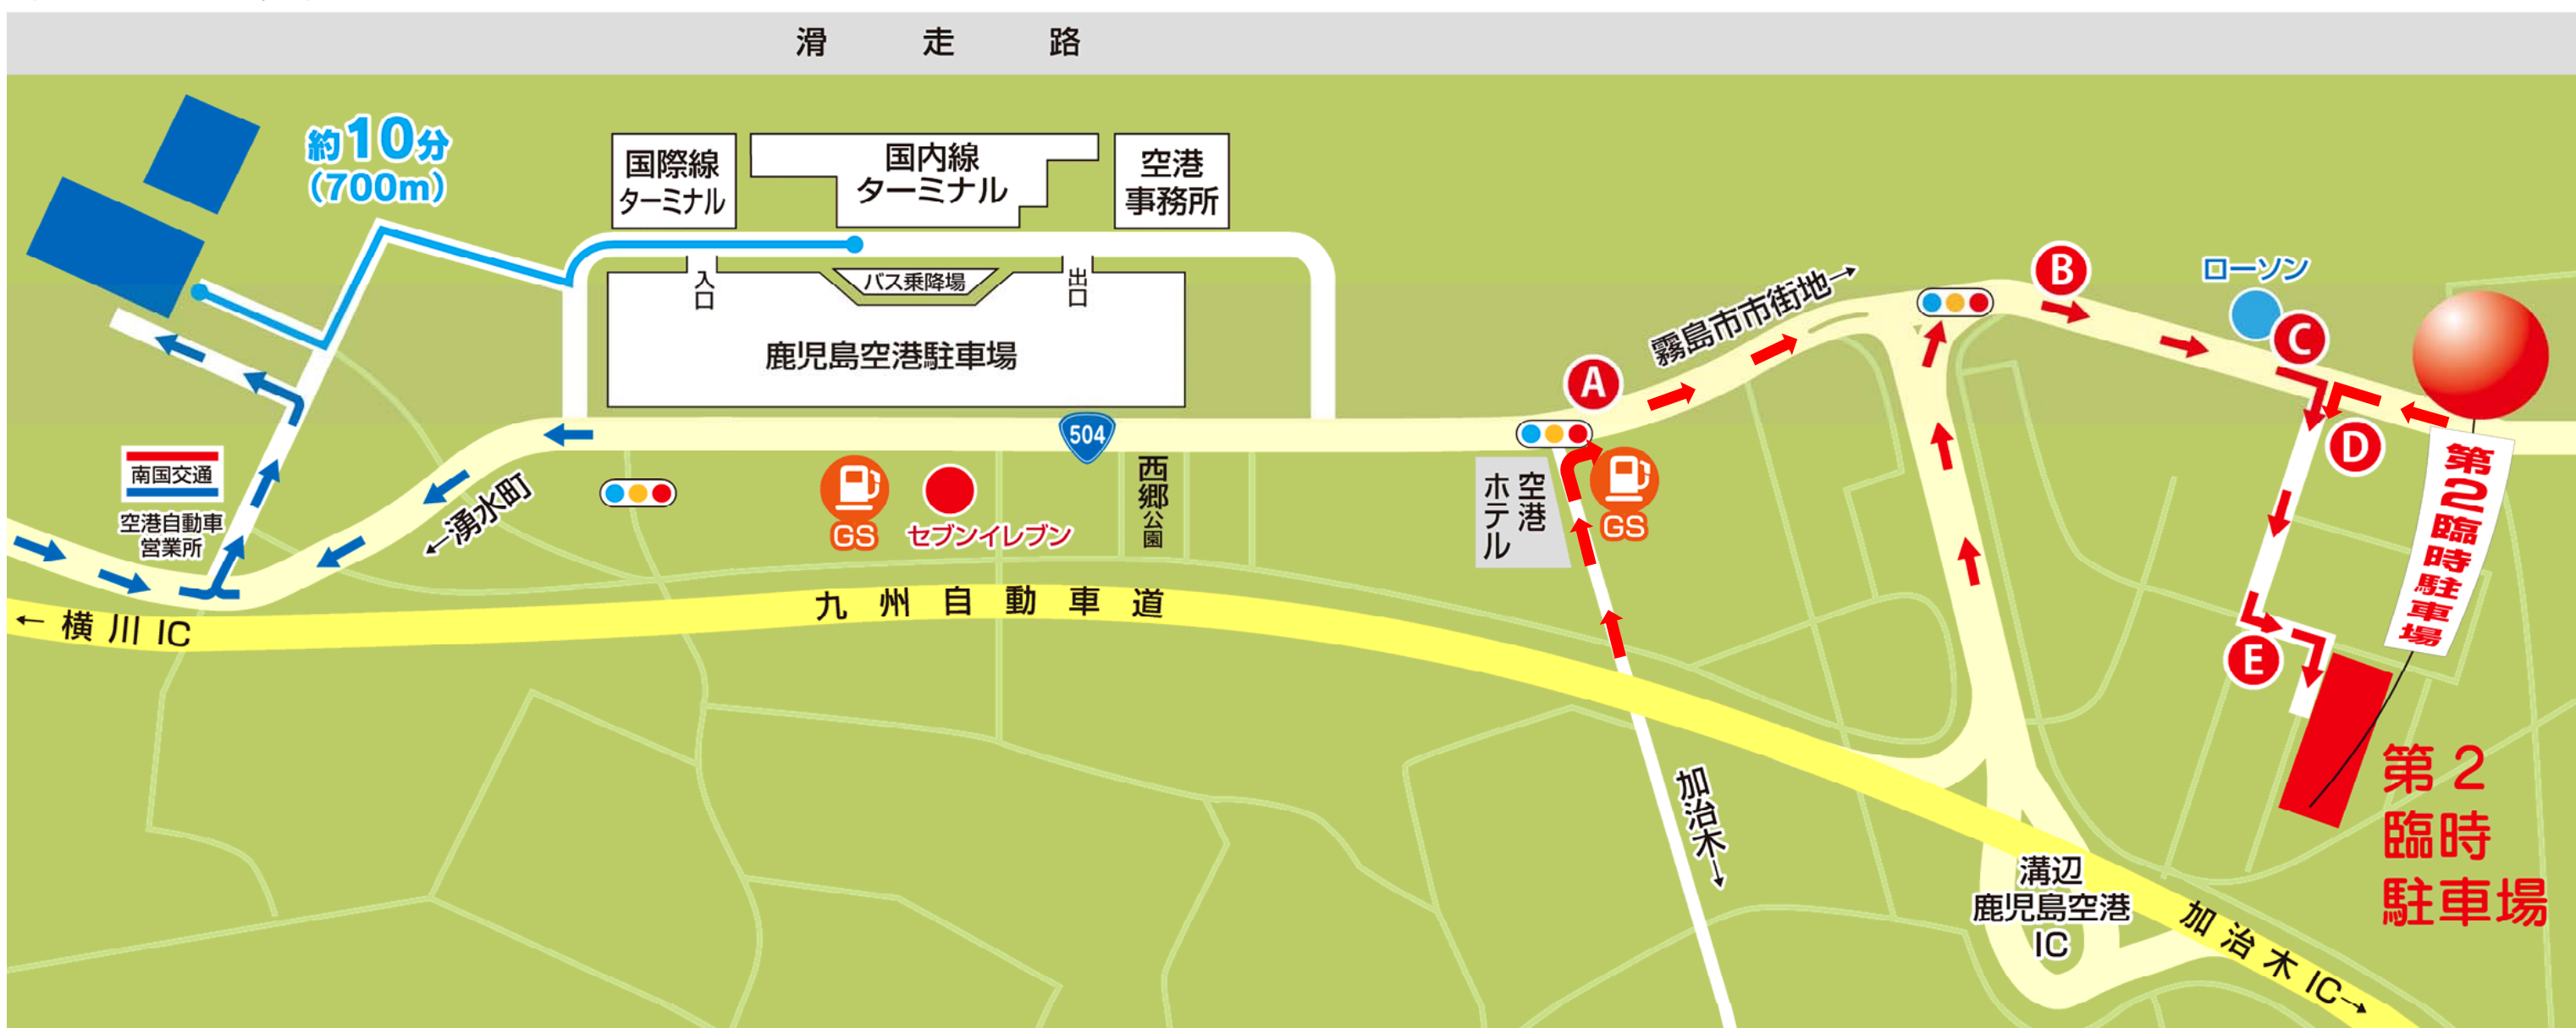 滑走路
約10分
(700m)
国際線
ターミナル
国内線
ターミナル
空港
事務所
入口
バス乗降場
出口
鹿児島空港駐車場
霧島市市街地→
B
ローソン
C
A
D
504
南国交通
空港自動車
営業所
←湧水町
GS
セブンイレブン
西郷公園
空港
ホテル
GS
第2臨時駐車場
←横川IC
九州自動車道
E
加治木→
第2
臨時
駐車場
溝辺
鹿児島空港
IC
加治木IC→